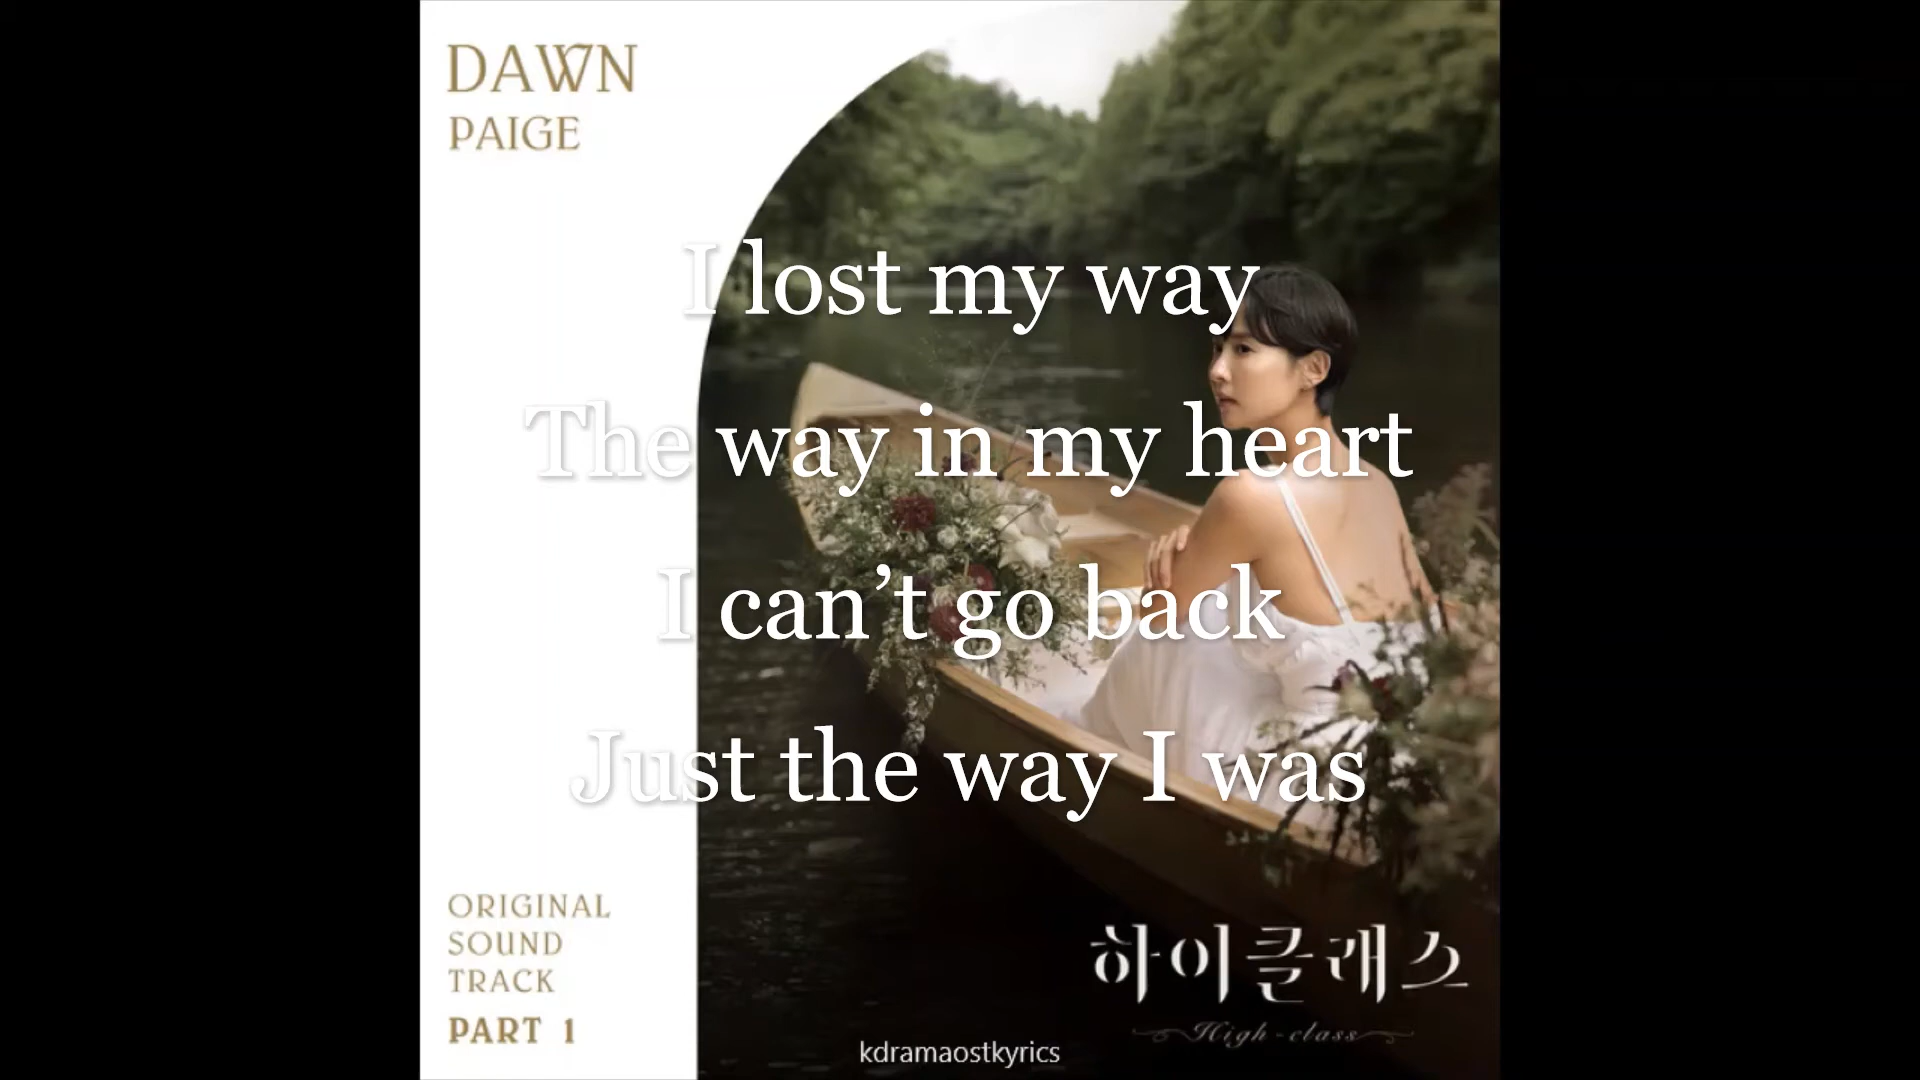 DAWN
PAIGE
I lost my way
The way in my heart
I can’t go back
Just the way I was
ORIGINAL
SOUND
TRACK
PART 1
하이클래스
High-class
kdramaostkyrics